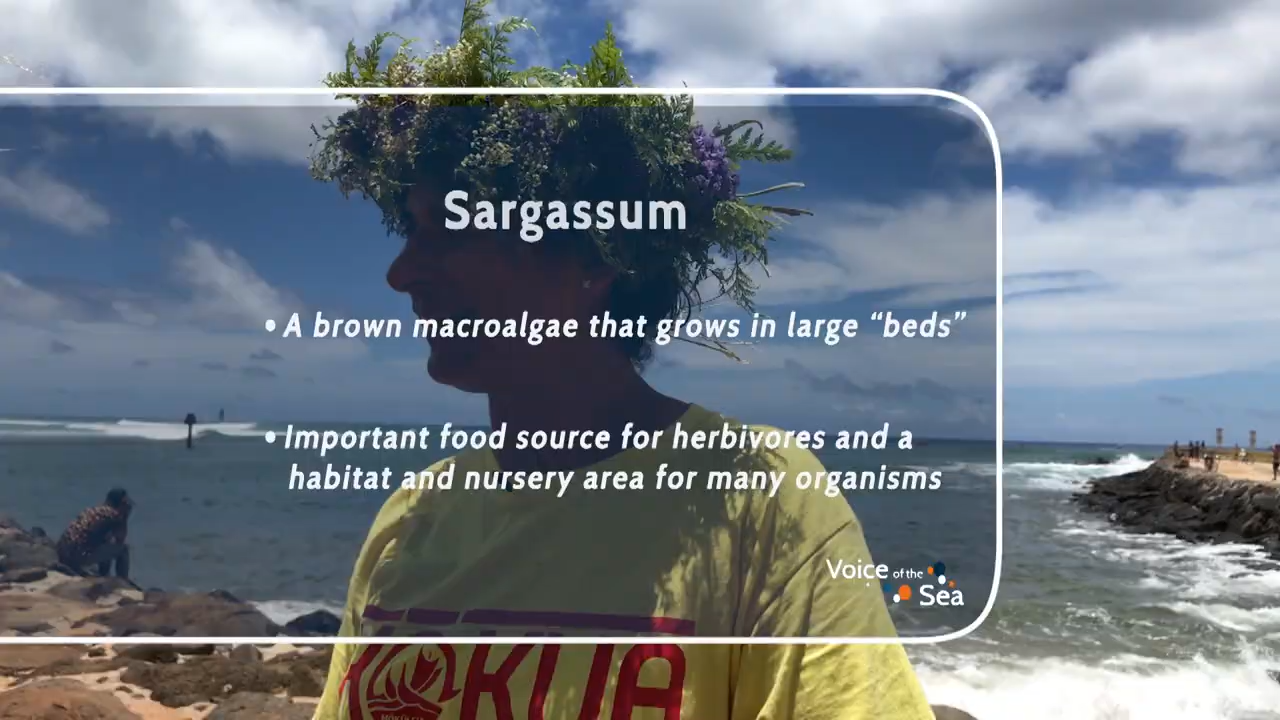 Sargassum
• A brown macroalgae that grows in large “beds”
• Important food source for herbivores and a
habitat and nursery area for many organisms
Voice of the
Sea
KOKUA